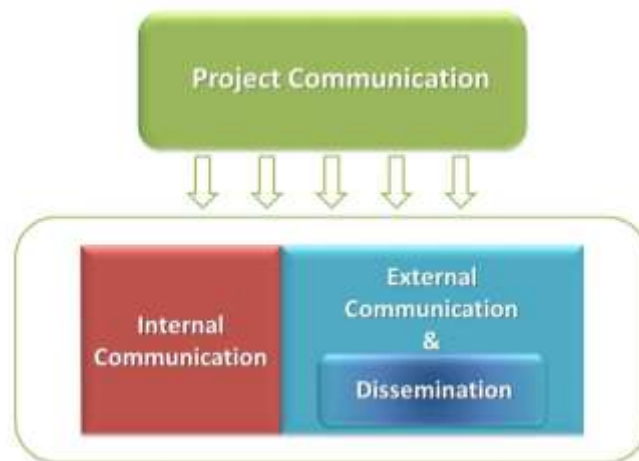 Project Communication
Internal
Communication
External
Communication
&
Dissemination